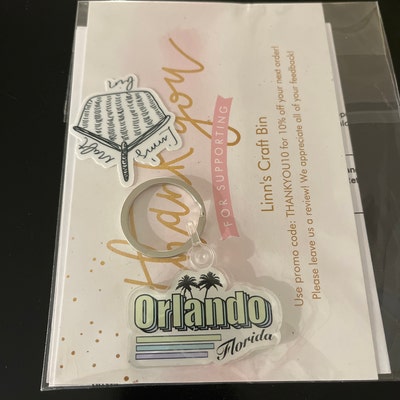 thank you
FOR SUPPORTING
Linn's Craft Bin
Use promo code: THANKYOU10 for 10% off your next order!
Please leave us a review! We appreciate all of your feedback!
Orlando
Florida